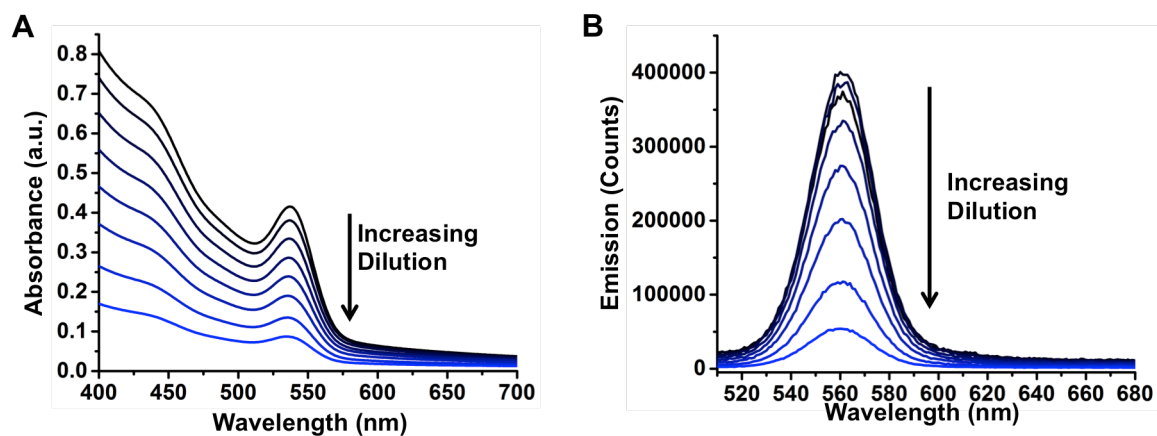 A
Absorbance (a.u.)
0.8
0.7
0.6
0.5
0.4
0.3
0.2
0.1
0.0
400 450 500 550 600 650 700
Wavelength (nm)
Increasing
Dilution
B
Emission (Counts)
400000
300000
200000
100000
0
520 540 560 580 600 620 640 660 680
Wavelength (nm)
Increasing
Dilution